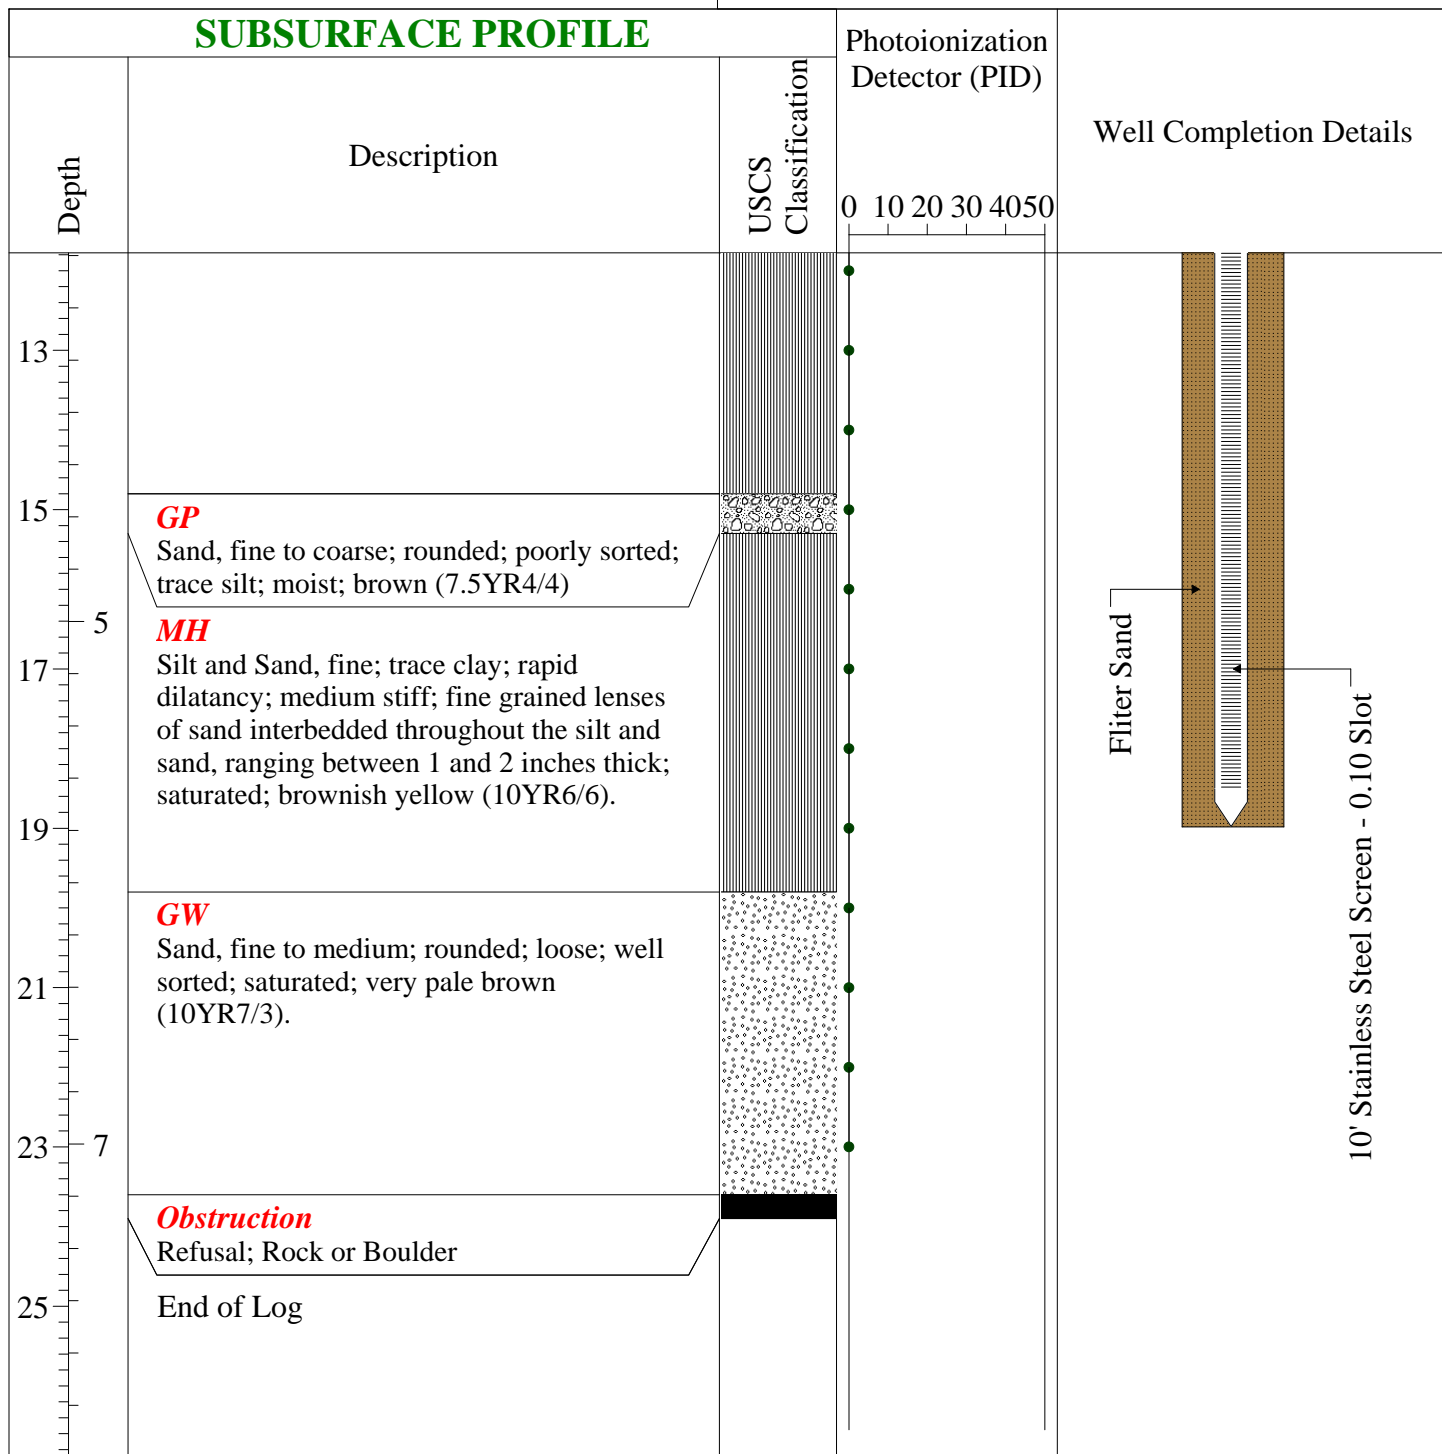 SUBSURFACE PROFILE
Depth
Description
USCS
Classification
Photoionization
Detector (PID)
0 10 20 30 40 50
Well Completion Details
13
15
5
17
19
21
23
7
25
GP
Sand, fine to coarse; rounded; poorly sorted;
trace silt; moist; brown (7.5YR4/4)
MH
Silt and Sand, fine; trace clay; rapid
dilatancy; medium stiff; fine grained lenses
of sand interbedded throughout the silt and
sand, ranging between 1 and 2 inches thick;
saturated; brownish yellow (10YR6/6).
GW
Sand, fine to medium; rounded; loose; well
sorted; saturated; very pale brown
(10YR7/3).
Obstruction
Refusal; Rock or Boulder
End of Log
Fliter Sand
10' Stainless Steel Screen - 0.10 Slot